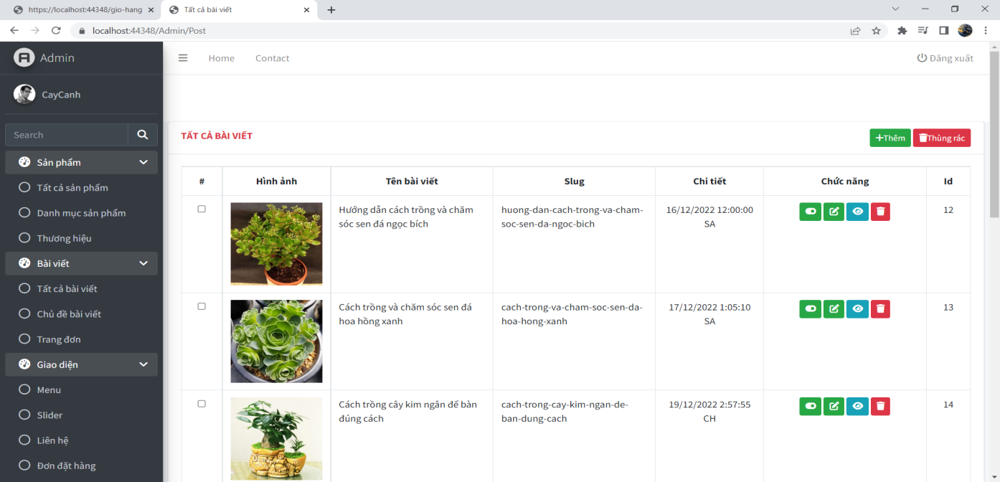 https://localhost:44348/gio-hang
Tất cả bài viết
localhost:44348/Admin/Post
Admin
Home
Contact
Đăng xuất
CayCanh
Search
TẤT CẢ BÀI VIẾT
Thêm
Thùng rác
Sản phẩm
Tất cả sản phẩm
Danh mục sản phẩm
Thương hiệu
Bài viết
Tất cả bài viết
Chủ đề bài viết
Trang đơn
Giao diện
Menu
Slider
Liên hệ
Đơn đặt hàng
# Hình ảnh Tên bài viết Slug Chi tiết Chức năng Id
Hướng dẫn cách trồng và chăm
sóc sen đá ngọc bích
huong-dan-cach-trong-va-cham-
soc-sen-da-ngoc-bich
16/12/2022 12:00:00
SA
12
Cách trồng và chăm sóc sen đá
hoa hồng xanh
cach-trong-va-cham-soc-sen-da-
hoa-hong-xanh
17/12/2022 1:05:10
SA
13
Cách trồng cây kim ngân để bàn
đúng cách
cach-trong-cay-kim-ngan-de-
ban-dung-cach
19/12/2022 2:57:55
CH
14